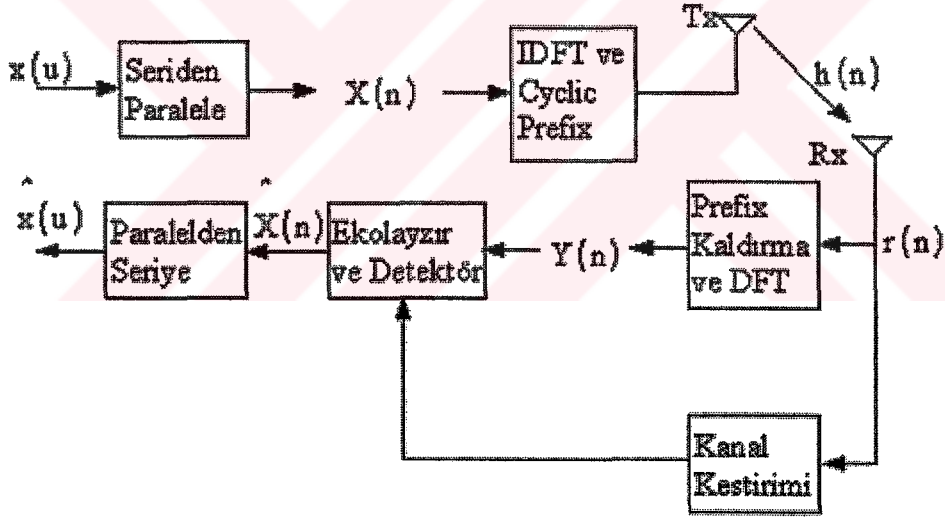 x(u)
Seriden
Paralele
X(n)
IDFT ve
Cyclic
Prefix
Tx
h(n)
Rx
^
x(u)
Paralelden
Seriye
^
X(n)
Ekolayzır
ve Detektör
Y(n)
Prefix
Kaldırma
ve DFT
r(n)
Kanal
Kestirimi